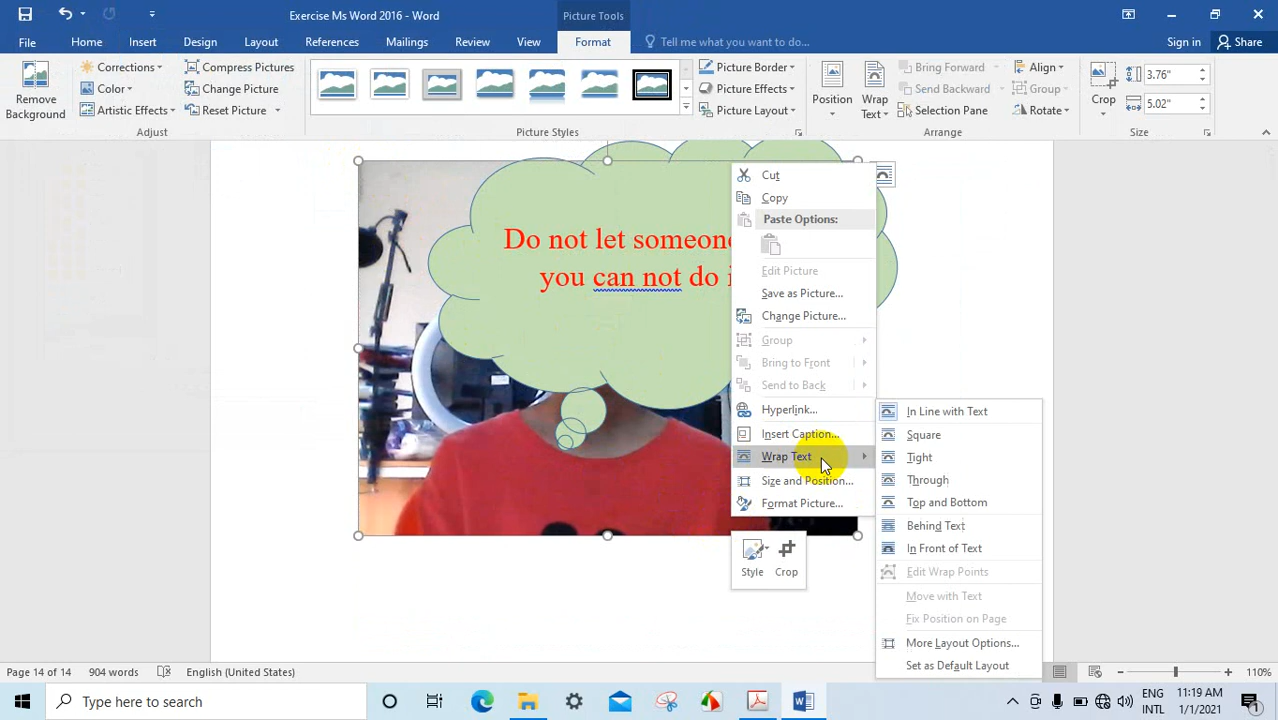 Exercise Ms Word 2016 - Word
Picture Tools
File
Home
Insert
Design
Layout
References
Mailings
Review
View
Format
Tell me what you want to do...
Sign in
Share
Remove Background
Corrections
Color
Artistic Effects
Compress Pictures
Change Picture
Reset Picture
Adjust
Picture Styles
Picture Border
Picture Effects
Picture Layout
Position
Wrap Text
Bring Forward
Send Backward
Selection Pane
Align
Group
Rotate
Arrange
Crop
3.76"
5.02"
Size
Do not let someone
you can not do i
Cut
Copy
Paste Options:
Edit Picture
Save as Picture...
Change Picture...
Group
Bring to Front
Send to Back
Hyperlink...
Insert Caption...
Wrap Text
Size and Position...
Format Picture...
Style
Crop
In Line with Text
Square
Tight
Through
Top and Bottom
Behind Text
In Front of Text
Edit Wrap Points
Move with Text
Fix Position on Page
More Layout Options...
Set as Default Layout
Page 14 of 14
904 words
English (United States)
110%
Type here to search
ENG
INTL
11:19 AM
1/1/2021
1